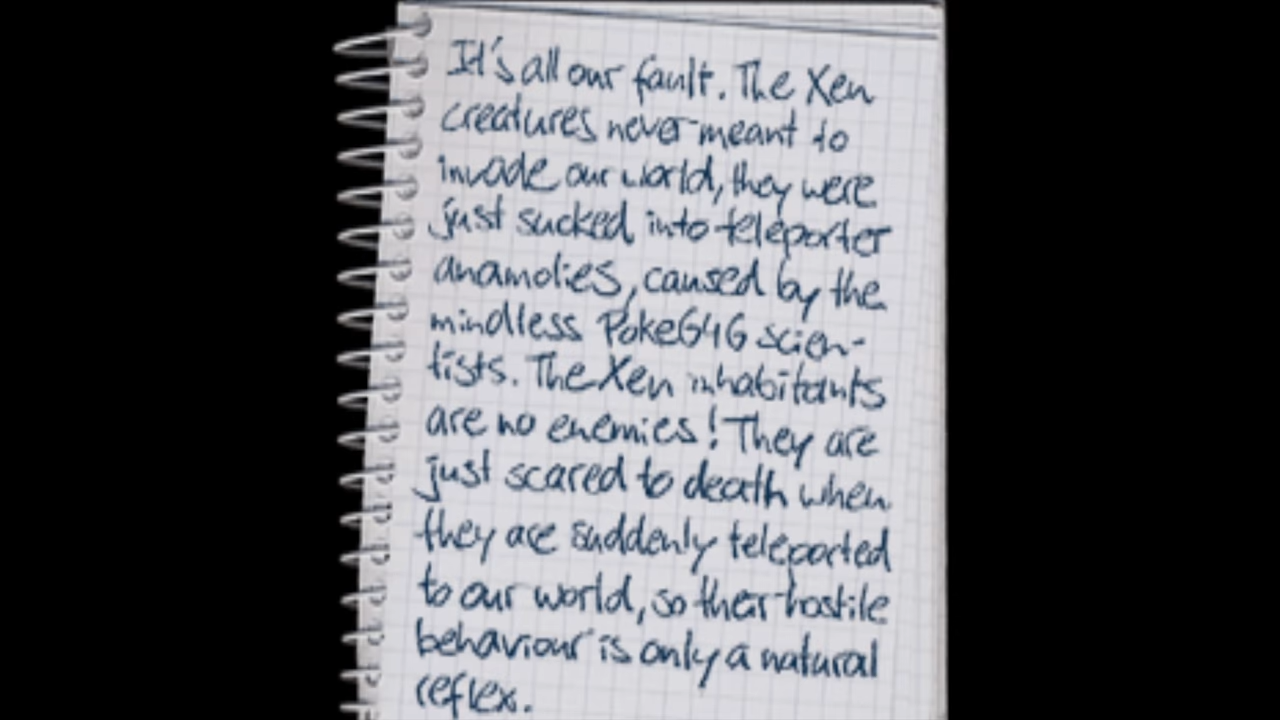 It's all our fault. The Xen
creatures never meant to
invade our world, they were
just sucked into teleporter
anamolies, caused by the
mindless Poke646 scien-
tists. The Xen inhabitants
are no enemies! They are
just scared to death when
they are suddenly teleported
to our world, so their hostile
behaviour is only a natural
reflex.